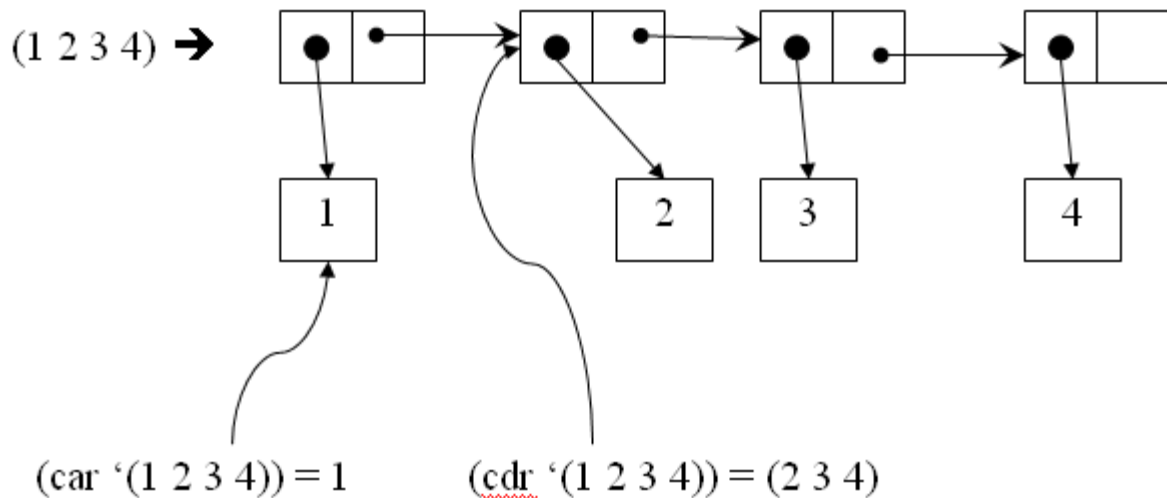 (1 2 3 4) ➔
1
2
3
4
(car ‘(1 2 3 4)) = 1
(cdr ‘(1 2 3 4)) = (2 3 4)